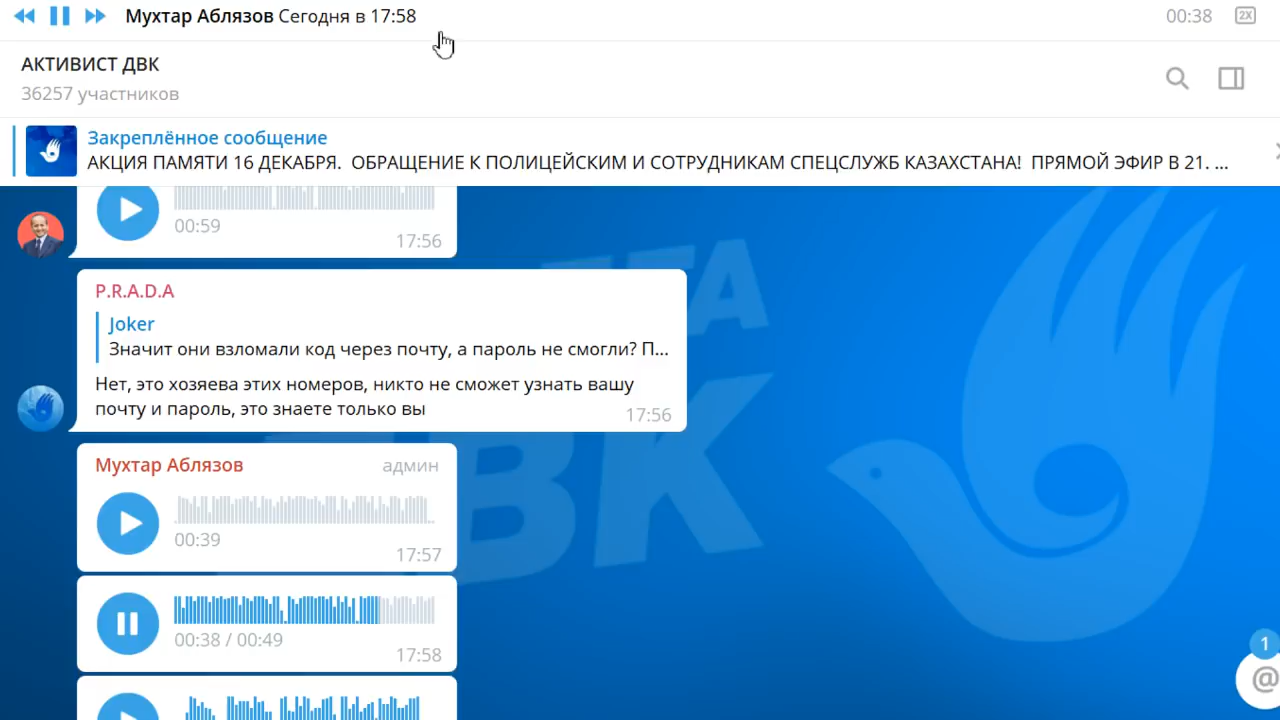 Мухтар Аблязов Сегодня в 17:58
00:38
2X
АКТИВИСТ ДВК
36257 участников
Закреплённое сообщение
АКЦИЯ ПАМЯТИ 16 ДЕКАБРЯ. ОБРАЩЕНИЕ К ПОЛИЦЕЙСКИМ И СОТРУДНИКАМ СПЕЦСЛУЖБ КАЗАХСТАНА! ПРЯМОЙ ЭФИР В 21. ...
00:59
17:56
P.R.A.D.A
Joker
Значит они взломали код через почту, а пароль не смогли? П...
Нет, это хозяева этих номеров, никто не сможет узнать вашу
почту и пароль, это знаете только вы
17:56
Мухтар Аблязов
админ
00:39
17:57
00:38 / 00:49
17:58
1
@